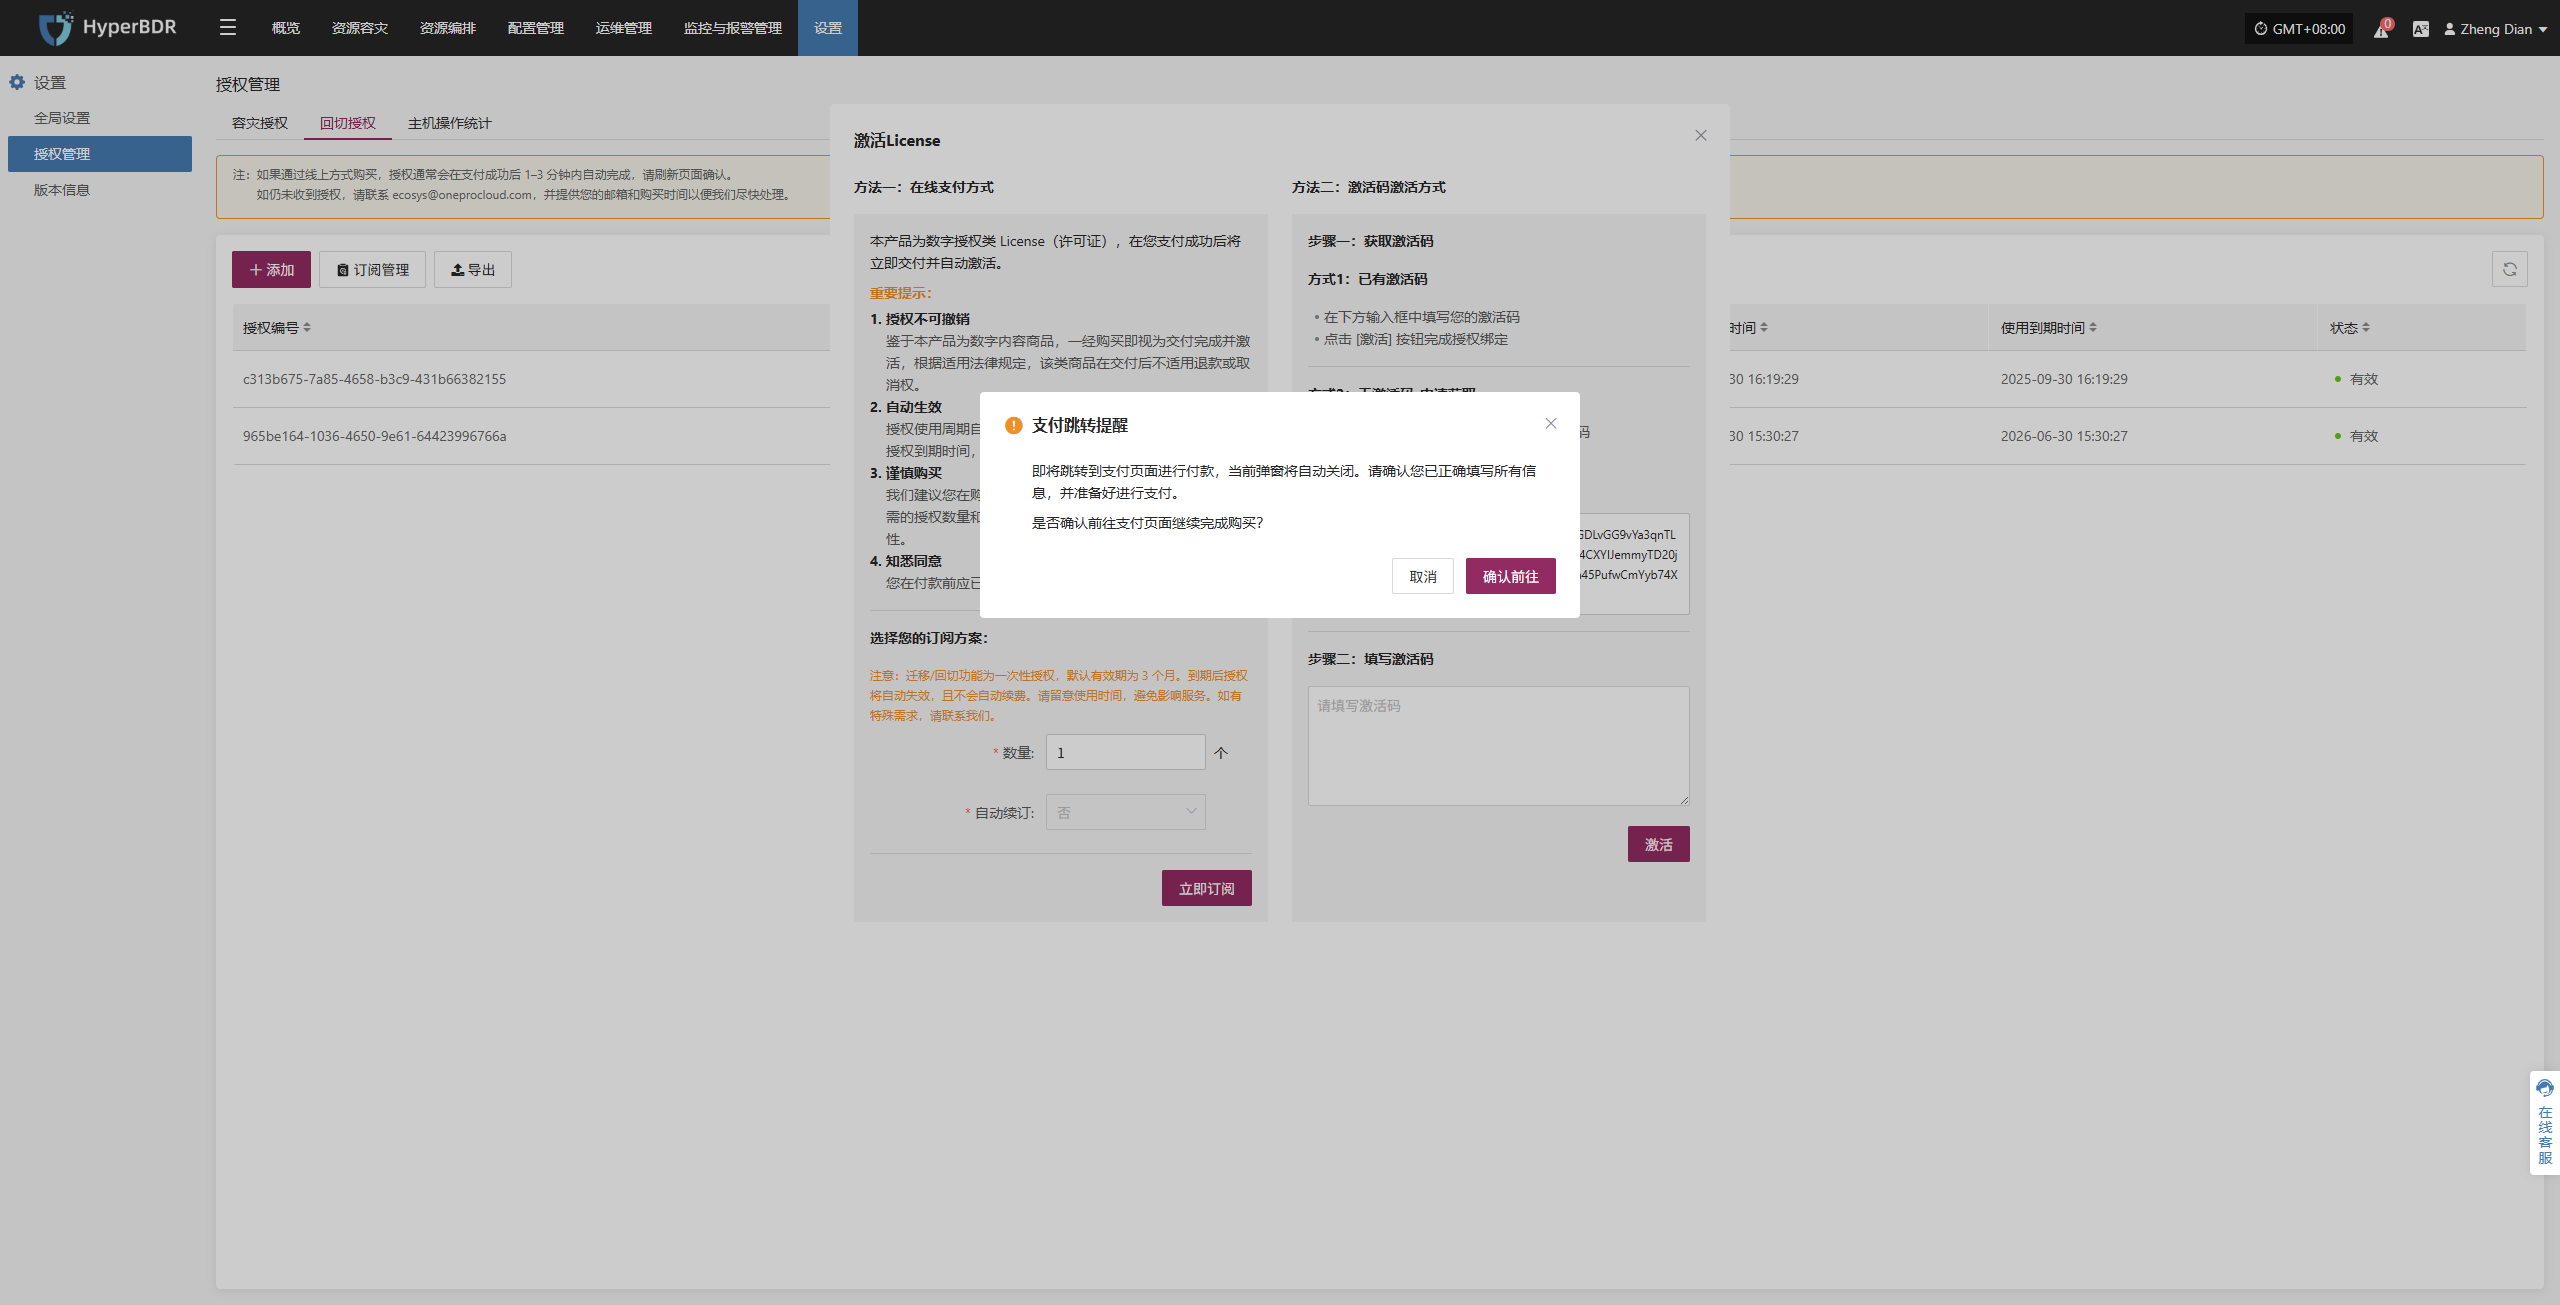 HyperBDR
概览
资源容灾
资源编排
配置管理
运维管理
监控与报警管理
设置
GMT+08:00
0
Zheng Dian
设置
全局设置
授权管理
版本信息
授权管理
容灾授权
回切授权
主机操作统计
注：如果通过线上方式购买，授权通常会在支付成功后 1-3 分钟内自动完成，请刷新页面确认。
如仍未收到授权，请联系 ecosys@oneprocloud.com，并提供您的邮箱和购买时间以便我们尽快处理。
添加
订阅管理
导出
授权编号
时间
使用到期时间
状态
c313b675-7a85-4658-b3c9-431b66382155
30 16:19:29
2025-09-30 16:19:29
有效
965be164-1036-4650-9e61-64423996766a
30 15:30:27
2026-06-30 15:30:27
有效
激活License
方法一：在线支付方式
本产品为数字授权类 License（许可证），在您支付成功后将
立即交付并自动激活。
重要提示：
1. 授权不可撤销
鉴于本产品为数字内容商品，一经购买即视为交付完成并激
活，根据适用法律规定，该类商品在交付后不适用退款或取
消权。
2. 自动生效
授权使用周期自
授权到期时间，
3. 谨慎购买
我们建议您在购
需的授权数量和
性。
4. 知悉同意
您在付款前应已
选择您的订阅方案：
注意：迁移/回切功能为一次性授权，默认有效期为 3 个月。到期后授权
将自动失效，且不会自动续费。请留意使用时间，避免影响服务。如有
特殊需求，请联系我们。
* 数量: 1 个
* 自动续订: 否
立即订阅
方法二：激活码激活方式
步骤一：获取激活码
方式1：已有激活码
• 在下方输入框中填写您的激活码
• 点击 [激活] 按钮完成授权绑定
码
GDLvGG9vYa3qnTL
4CXYIJemmyTD20j
45PufwCmYyb74X
步骤二：填写激活码
请填写激活码
激活
支付跳转提醒
即将跳转到支付页面进行付款，当前弹窗将自动关闭。请确认您已正确填写所有信
息，并准备好进行支付。
是否确认前往支付页面继续完成购买？
取消
确认前往
在线客服